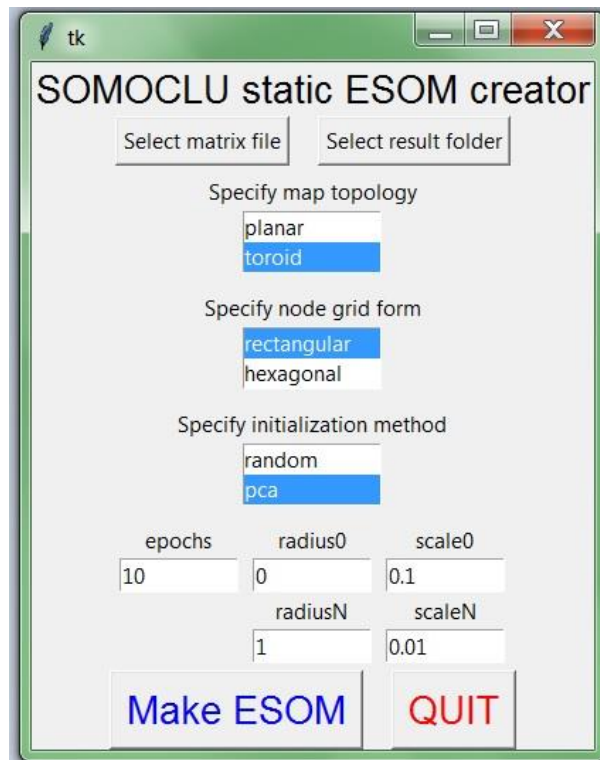 tk
SOMOCLU static ESOM creator
Select matrix file Select result folder
Specify map topology
planar
toroid
Specify node grid form
rectangular
hexagonal
Specify initialization method
random
pca
epochs radius0 scale0
10 0 0.1
radiusN scaleN
1 0.01
Make ESOM QUIT